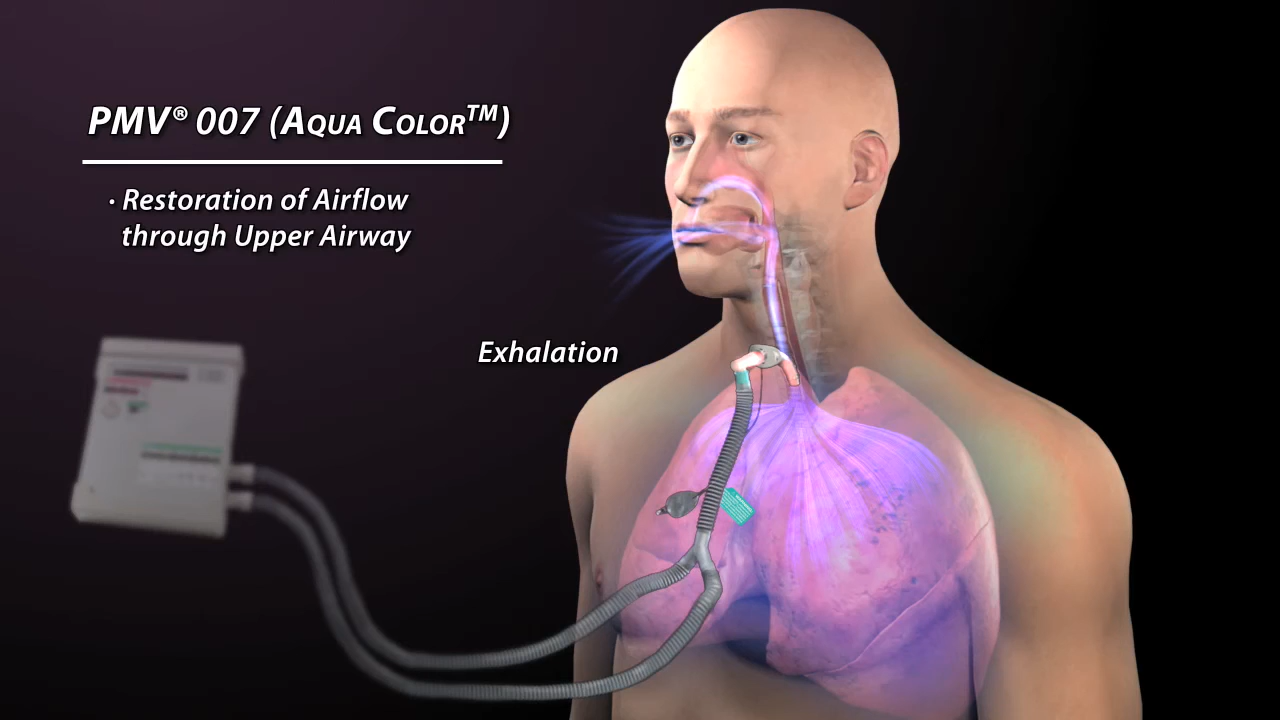 PMV® 007 (Aqua Color™)
· Restoration of Airflow
through Upper Airway
Exhalation